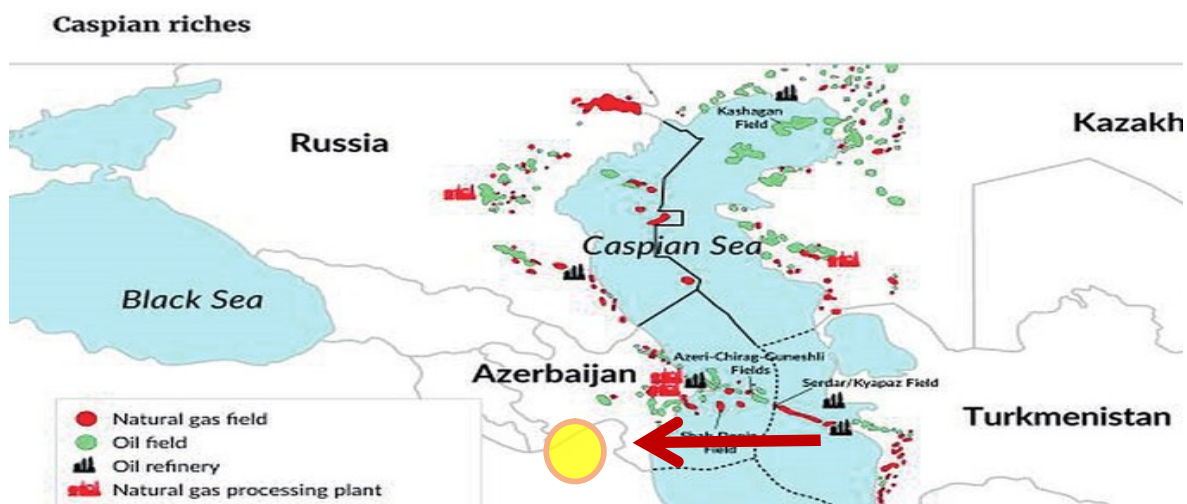 Caspian riches
Kashagan
Field
Kazakh
Russia
Caspian Sea
Black Sea
Azeri-Chirag-Guneshli
Fields
Azerbaijan
Serdar/Kyapaz Field
Turkmenistan
Field
Natural gas field
Oil field
Oil refinery
Natural gas processing plant